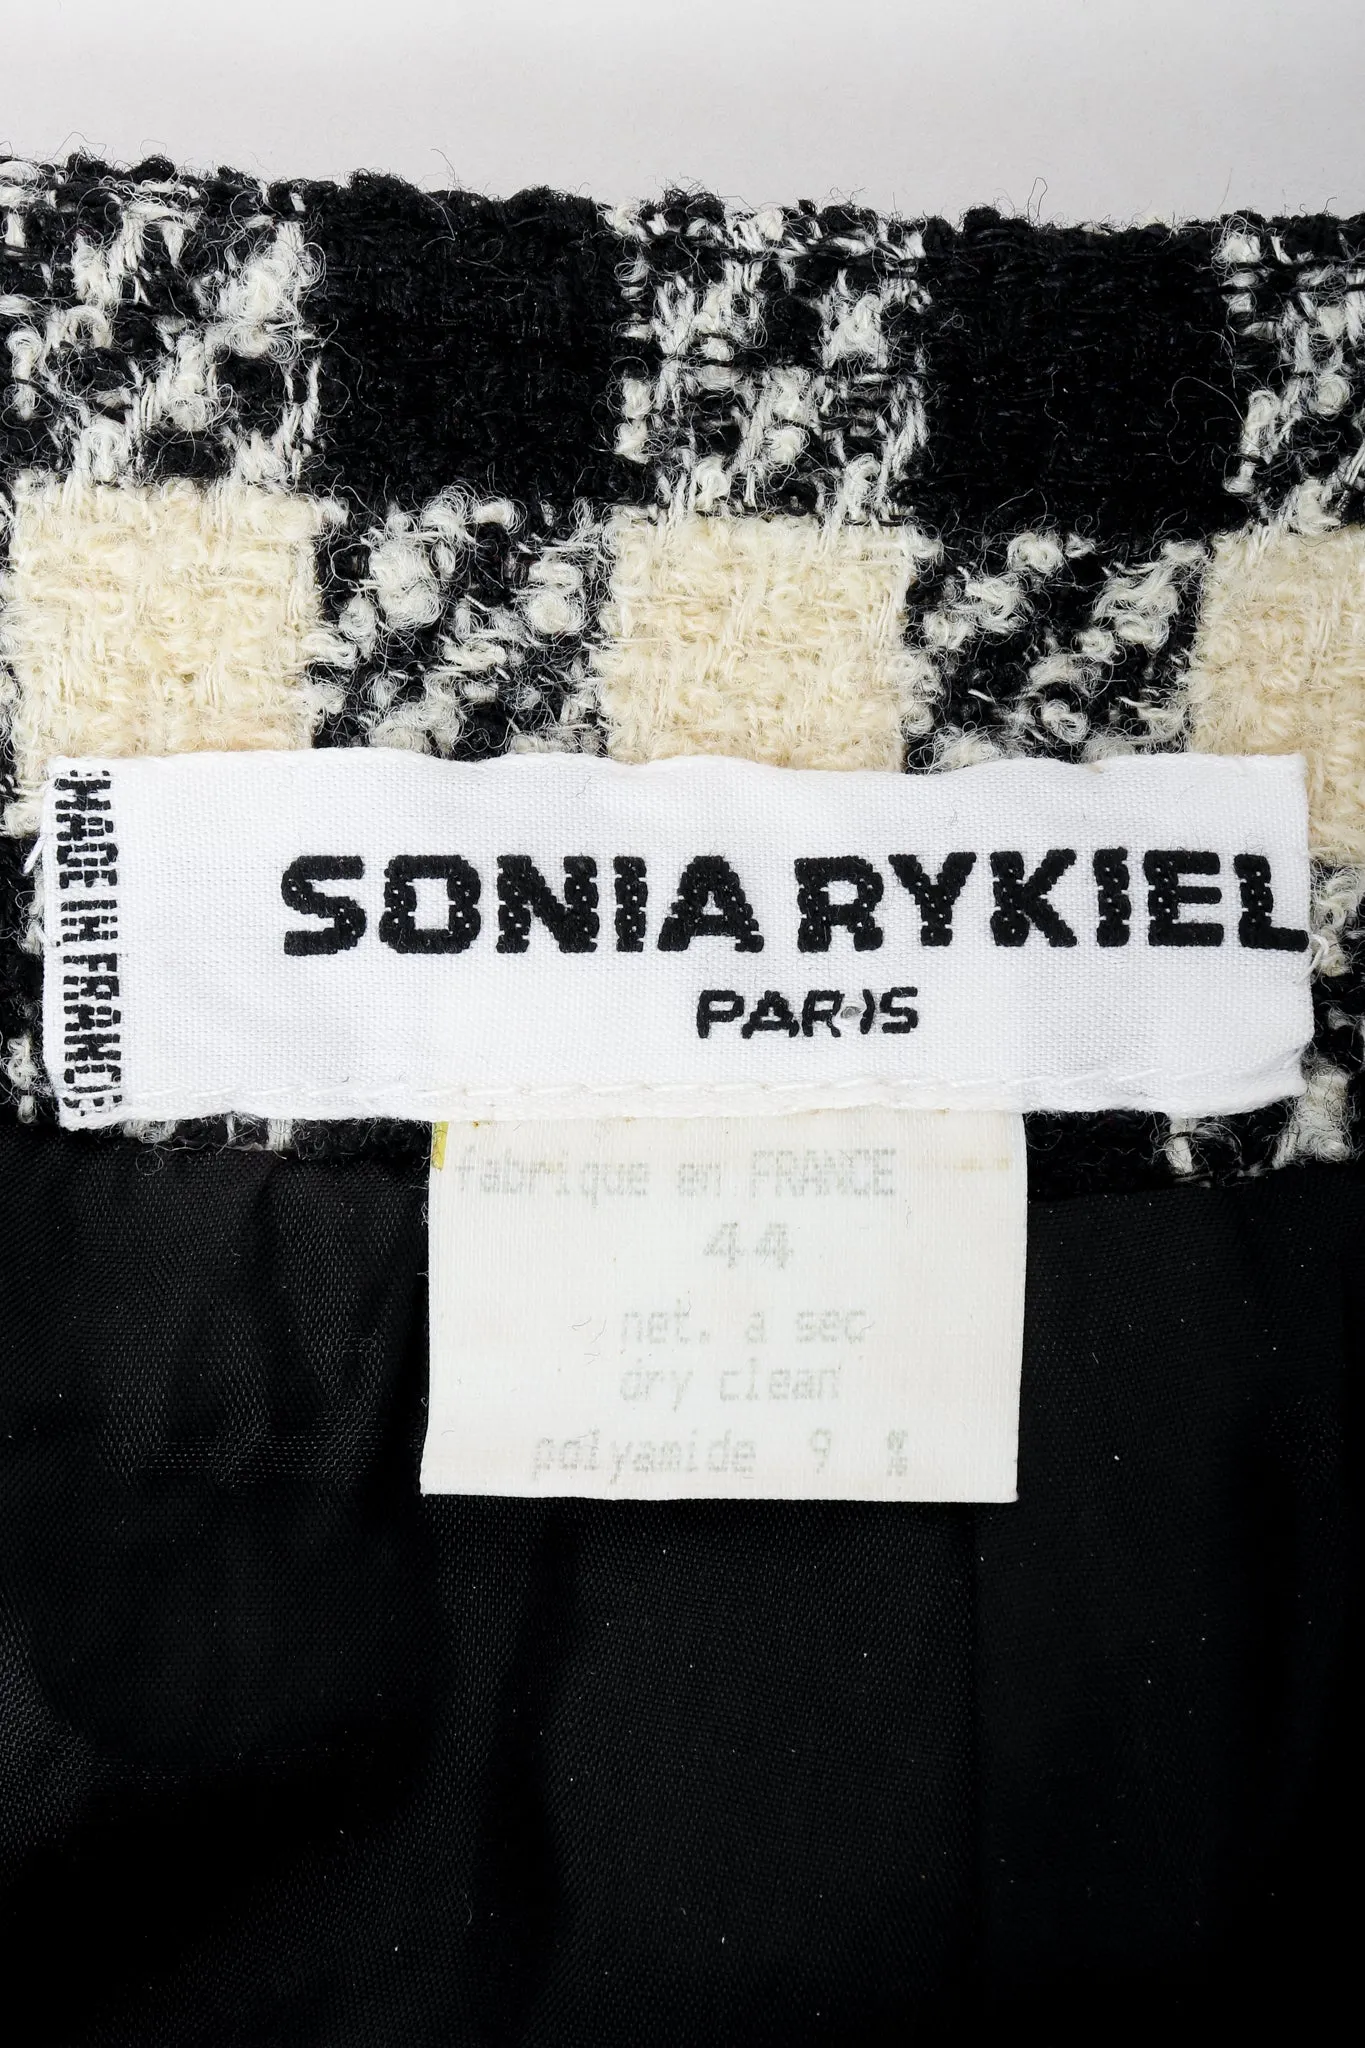 MADE IN FRANCE
SONIA RYKIEL
PARIS
fabrique en FRANCE
44
net. a sec
dry clean
polyamide 9 %